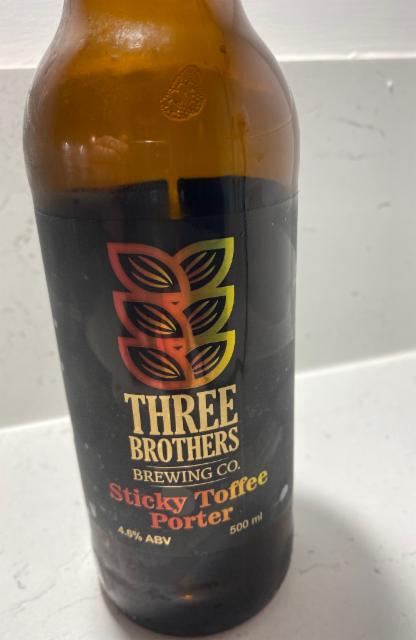 THREE
BROTHERS
BREWING CO.
Sticky Toffee
Porter
4.6% ABV 500 ml